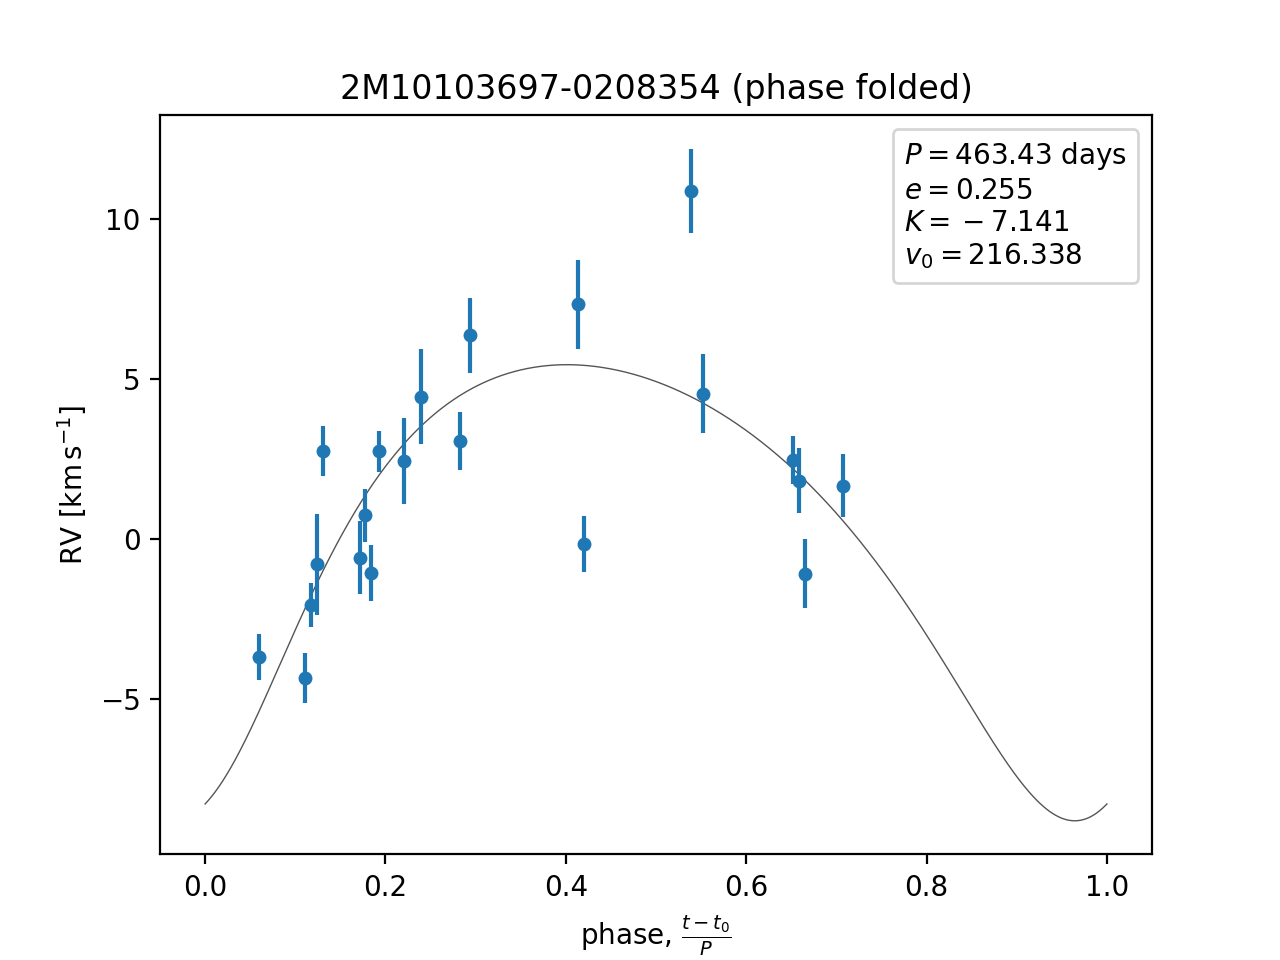 2M10103697-0208354 (phase folded)
P = 463.43 days
e = 0.255
K = −7.141
v₀ = 216.338
RV [km s⁻¹]
10
5
0
−5
0.0 0.2 0.4 0.6 0.8 1.0
phase, (t − t₀)/P